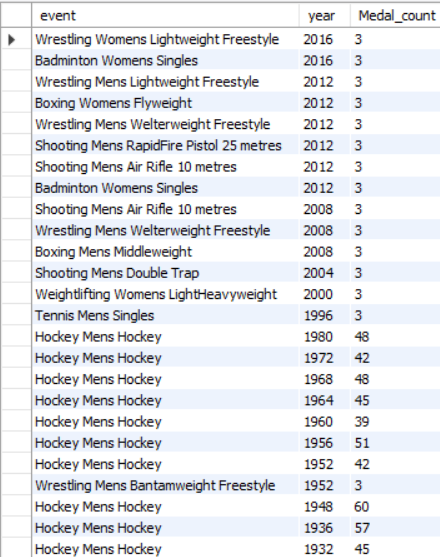 event year Medal_count
Wrestling Womens Lightweight Freestyle 2016 3
Badminton Womens Singles 2016 3
Wrestling Mens Lightweight Freestyle 2012 3
Boxing Womens Flyweight 2012 3
Wrestling Mens Welterweight Freestyle 2012 3
Shooting Mens RapidFire Pistol 25 metres 2012 3
Shooting Mens Air Rifle 10 metres 2012 3
Badminton Womens Singles 2012 3
Shooting Mens Air Rifle 10 metres 2008 3
Wrestling Mens Welterweight Freestyle 2008 3
Boxing Mens Middleweight 2008 3
Shooting Mens Double Trap 2004 3
Weightlifting Womens LightHeavyweight 2000 3
Tennis Mens Singles 1996 3
Hockey Mens Hockey 1980 48
Hockey Mens Hockey 1972 42
Hockey Mens Hockey 1968 48
Hockey Mens Hockey 1964 45
Hockey Mens Hockey 1960 39
Hockey Mens Hockey 1956 51
Hockey Mens Hockey 1952 42
Wrestling Mens Bantamweight Freestyle 1952 3
Hockey Mens Hockey 1948 60
Hockey Mens Hockey 1936 57
Hockey Mens Hockey 1932 45